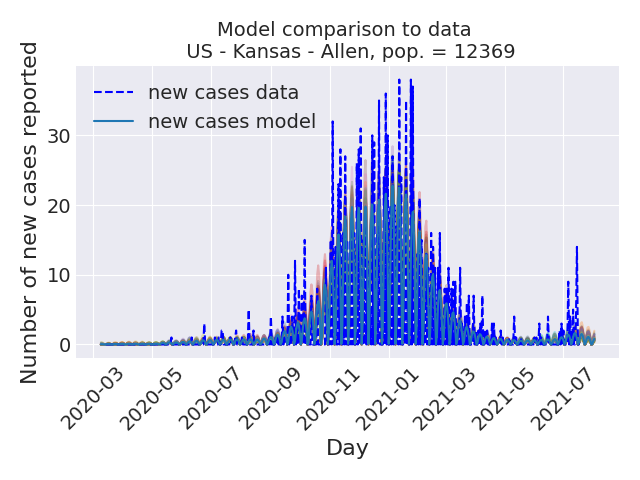 Model comparison to data
US - Kansas - Allen, pop. = 12369
Number of new cases reported
new cases data
new cases model
30
20
10
0
2020-03
2020-05
2020-07
2020-09
2020-11
2021-01
2021-03
2021-05
2021-07
Day